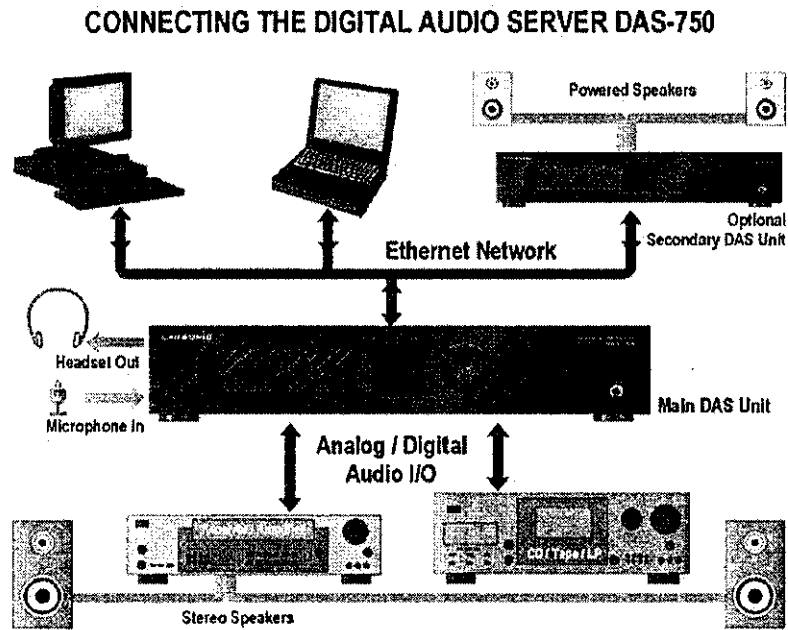 CONNECTING THE DIGITAL AUDIO SERVER DAS-750
Powered Speakers
Optional
Secondary DAS Unit
Ethernet Network
Headset Out
Microphone In
Main DAS Unit
Analog / Digital
Audio I/O
CD/Tape/LP
Stereo Speakers